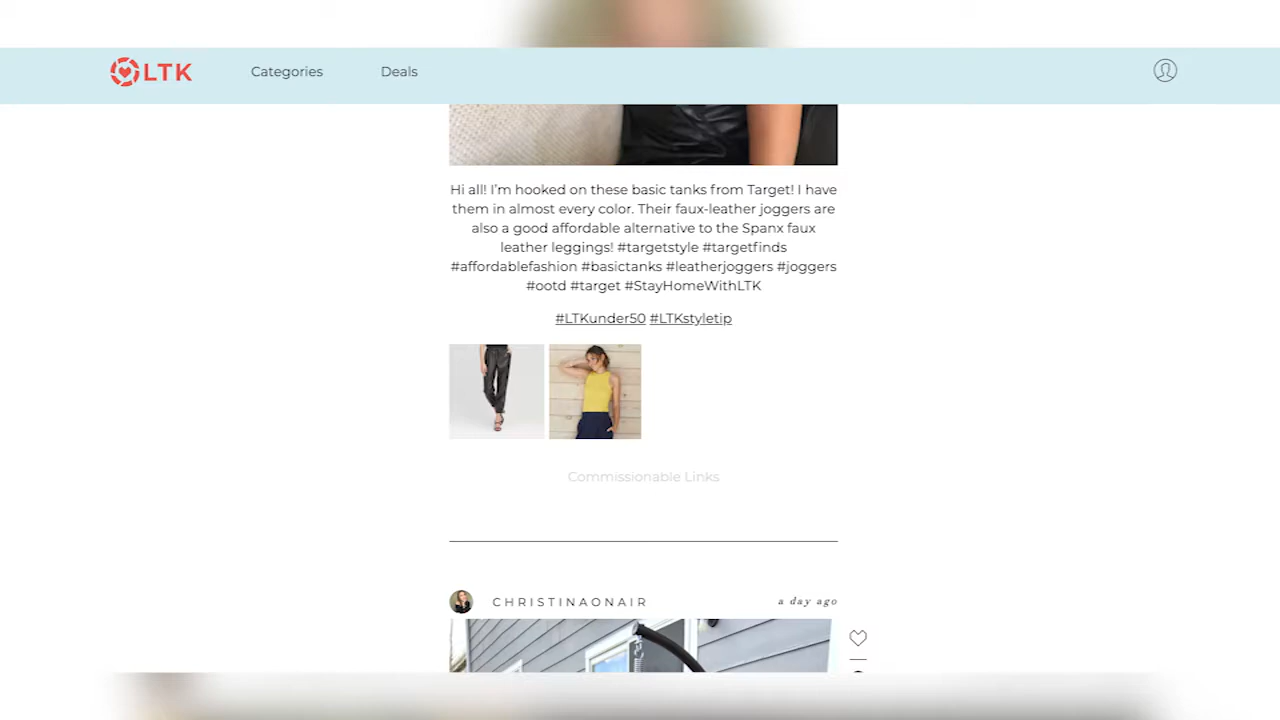 LTK
Categories
Deals
Hi all! I'm hooked on these basic tanks from Target! I have
them in almost every color. Their faux-leather joggers are
also a good affordable alternative to the Spanx faux
leather leggings! #targetstyle #targetfinds
#affordablefashion #basictanks #leatherjoggers #joggers
#ootd #target #StayHomeWithLTK
#LTKunder50 #LTKstyletip
Commissionable Links
CHRISTINAONAIR
a day ago